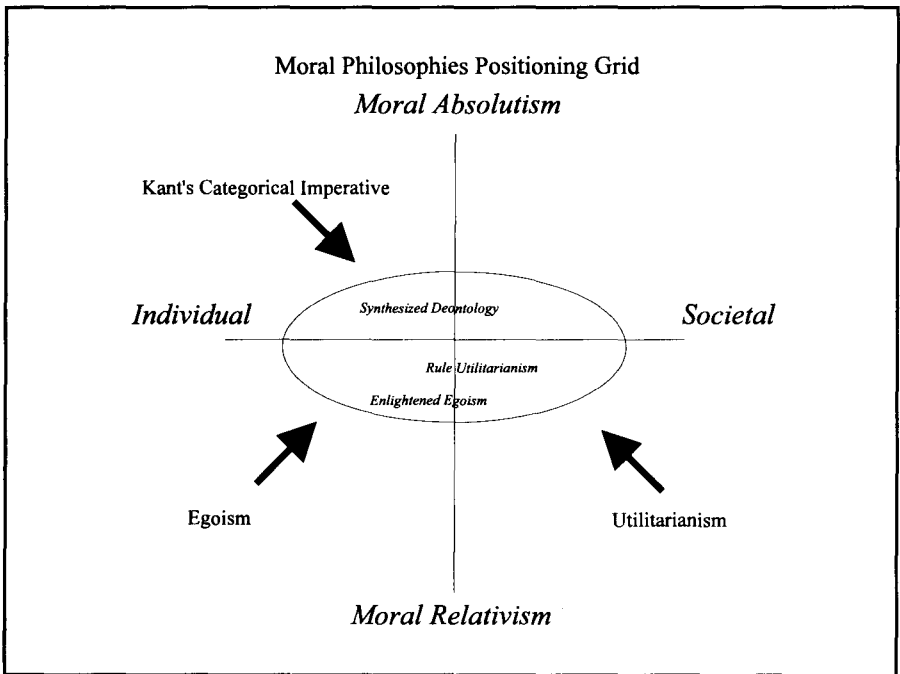 Moral Philosophies Positioning Grid
Moral Absolutism
Kant's Categorical Imperative
Synthesized Deontology
Individual
Societal
Rule Utilitarianism
Enlightened Egoism
Egoism
Utilitarianism
Moral Relativism